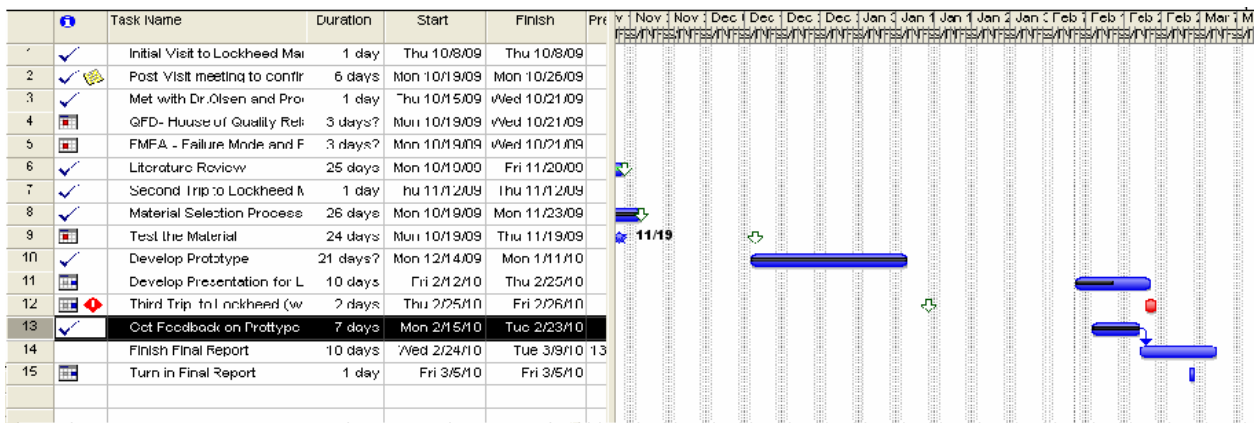 Task Name Duration Start Finish Pre Nov Nov Dec Dec Dec Dec Jan Jan 1 Jan 1 Jan 2 Jan Feb Feb Feb Feb Mar M
1 Initial Visit to Lockheed Mar 1 day Thu 10/8/09 Thu 10/8/09
2 Post Visit meeting to confir 6 days Mon 10/19/09 Mon 10/26/09
3 Met with Dr.Olsen and Pro 1 day Thu 10/15/09 Wed 10/21/09
4 QFD- House of Quality Rela 3 days? Mon 10/19/09 Wed 10/21/09
5 FMEA - Failure Mode and E 3 days? Mon 10/19/09 Wed 10/21/09
6 Literature Review 25 days Mon 10/19/09 Fri 11/20/09
7 Second Trip to Lockheed M 1 day Thu 11/12/09 Thu 11/12/09
8 Material Selection Process 26 days Mon 10/19/09 Mon 11/23/09
9 Test the Material 24 days Mon 10/19/09 Thu 11/19/09 11/19
10 Develop Prototype 21 days? Mon 12/14/09 Mon 1/11/10
11 Develop Presentation for L 10 days Fri 2/12/10 Thu 2/25/10
12 Third Trip to Lockheed (w 2 days Thu 2/25/10 Fri 2/26/10
13 Get Feedback on Prottype 7 days Mon 2/15/10 Tue 2/23/10
14 Finish Final Report 10 days Wed 2/24/10 Tue 3/9/10 13
15 Turn in Final Report 1 day Fri 3/5/10 Fri 3/5/10